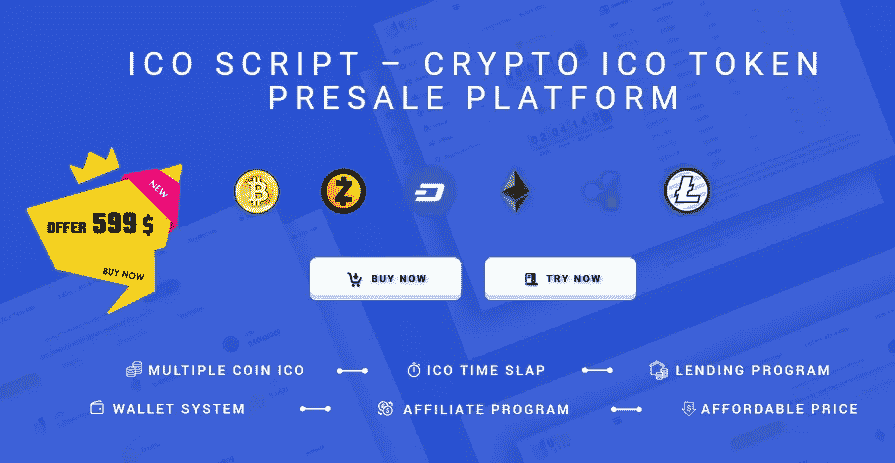 ICO SCRIPT – CRYPTO ICO TOKEN
PRESALE PLATFORM
NEW
OFFER 599 $
BUY NOW
BUY NOW
TRY NOW
MULTIPLE COIN ICO
ICO TIME SLAP
LENDING PROGRAM
WALLET SYSTEM
AFFILIATE PROGRAM
AFFORDABLE PRICE